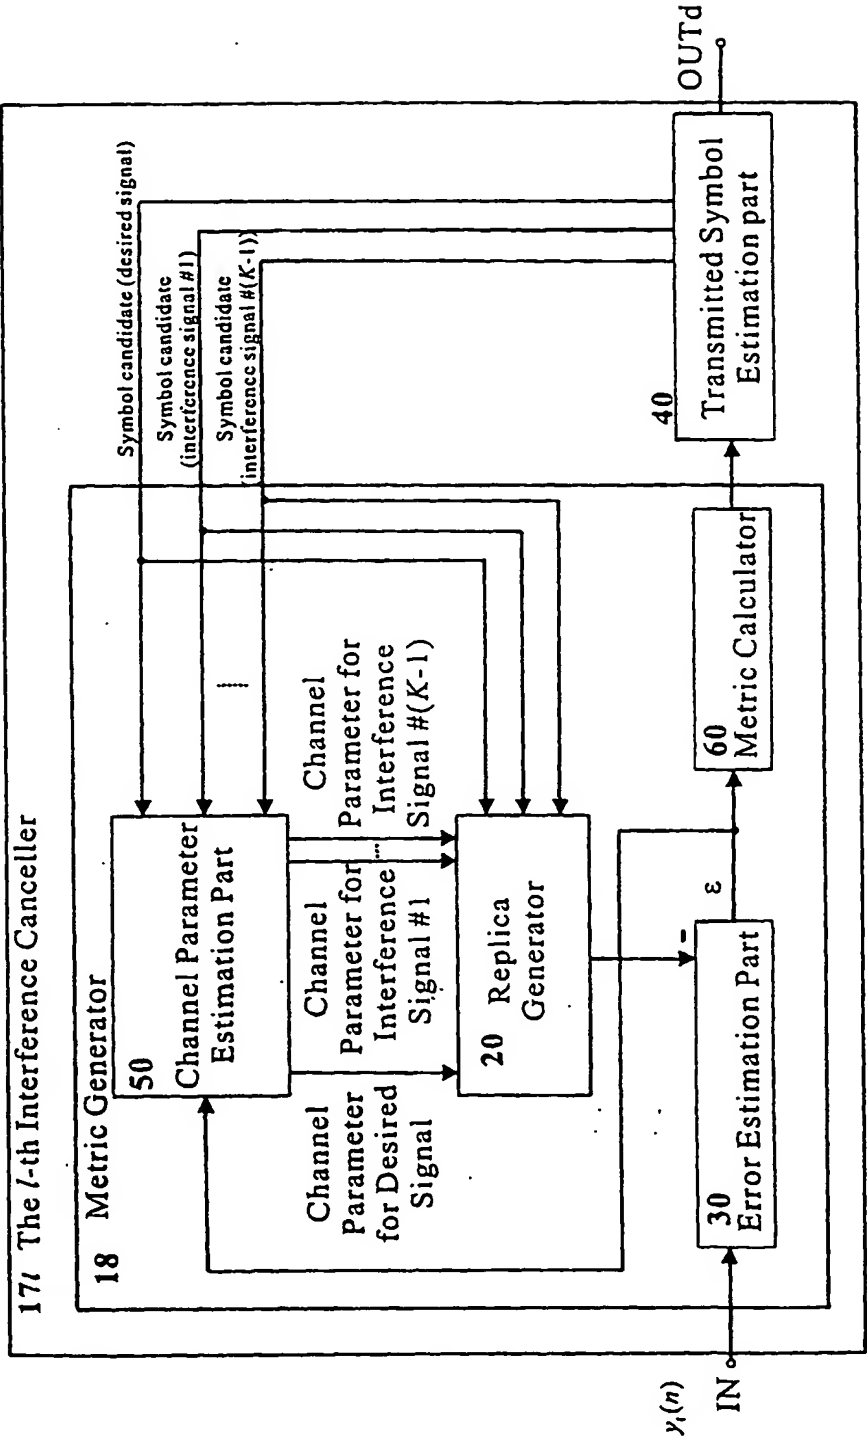 17l The l-th Interference Canceller
18 Metric Generator
50
Channel Parameter
Estimation Part
Symbol candidate (desired signal)
Symbol candidate
(interference signal #1)
Symbol candidate
(interference signal #(K-1))
Channel
Parameter
for Desired
Signal
Channel
Parameter for
Interference
Signal #1
Channel
Parameter for
Interference
Signal #(K-1)
20 Replica
Generator
30
Error Estimation Part
-
ε
60
Metric Calculator
40
Transmitted Symbol
Estimation part
yl(n)
IN
OUTd